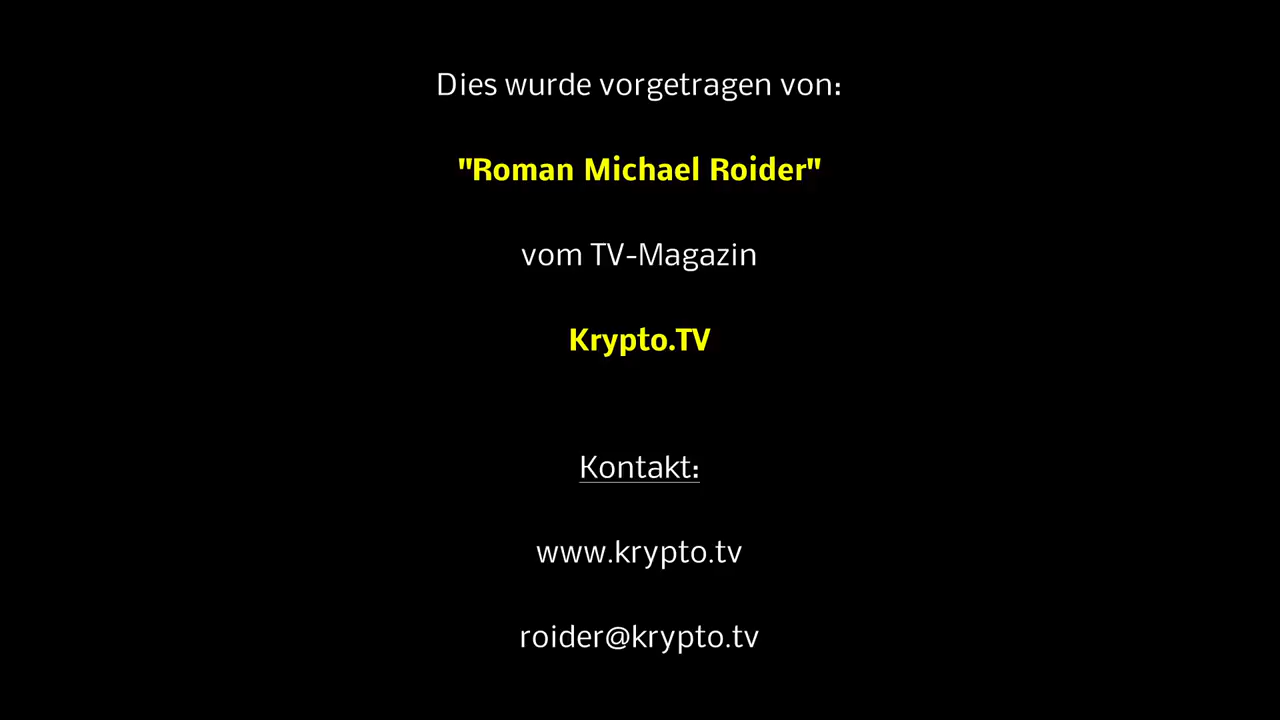 Dies wurde vorgetragen von:
"Roman Michael Roider"
vom TV-Magazin
Krypto.TV
Kontakt:
www.krypto.tv
roider@krypto.tv